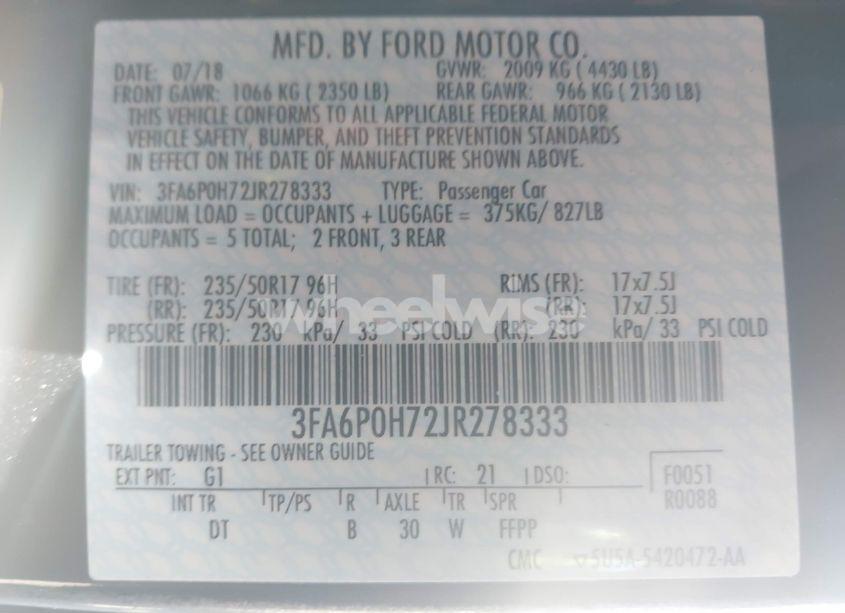 MFD. BY FORD MOTOR CO.
DATE: 07/18 GVWR: 2009 KG ( 4430 LB)
FRONT GAWR: 1066 KG ( 2350 LB) REAR GAWR: 966 KG ( 2130 LB)
THIS VEHICLE CONFORMS TO ALL APPLICABLE FEDERAL MOTOR
VEHICLE SAFETY, BUMPER, AND THEFT PREVENTION STANDARDS
IN EFFECT ON THE DATE OF MANUFACTURE SHOWN ABOVE.
VIN: 3FA6P0H72JR278333 TYPE: Passenger Car
MAXIMUM LOAD = OCCUPANTS + LUGGAGE = 375KG/ 827LB
OCCUPANTS = 5 TOTAL; 2 FRONT, 3 REAR
TIRE (FR): 235/50R17 96H RIMS (FR): 17x7.5J
(RR): 235/50R17 96H (RR): 17x7.5J
wheelwise
PRESSURE (FR): 230 kPa/ 33 PSI COLD (RR): 230 kPa/ 33 PSI COLD
3FA6P0H72JR278333
TRAILER TOWING - SEE OWNER GUIDE
EXT PNT: G1 RC: 21 DSO: F0051
INT TR TP/PS R AXLE TR SPR R0088
DT B 30 W FFPP
CMC 5U5A-5420472-AA